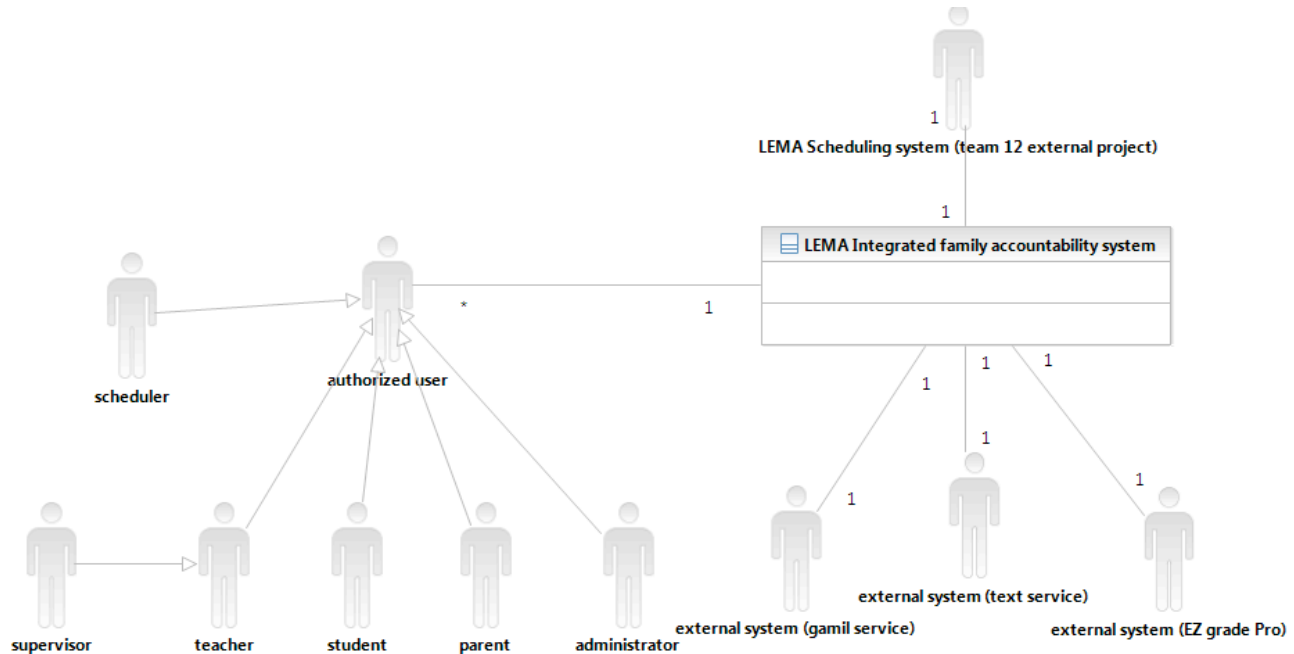 1
LEMA Scheduling system (team 12 external project)
1
LEMA Integrated family accountability system
*
1
authorized user
scheduler
1
1
1
1
1
1
external system (text service)
supervisor
teacher
student
parent
administrator
external system (gamil service)
external system (EZ grade Pro)